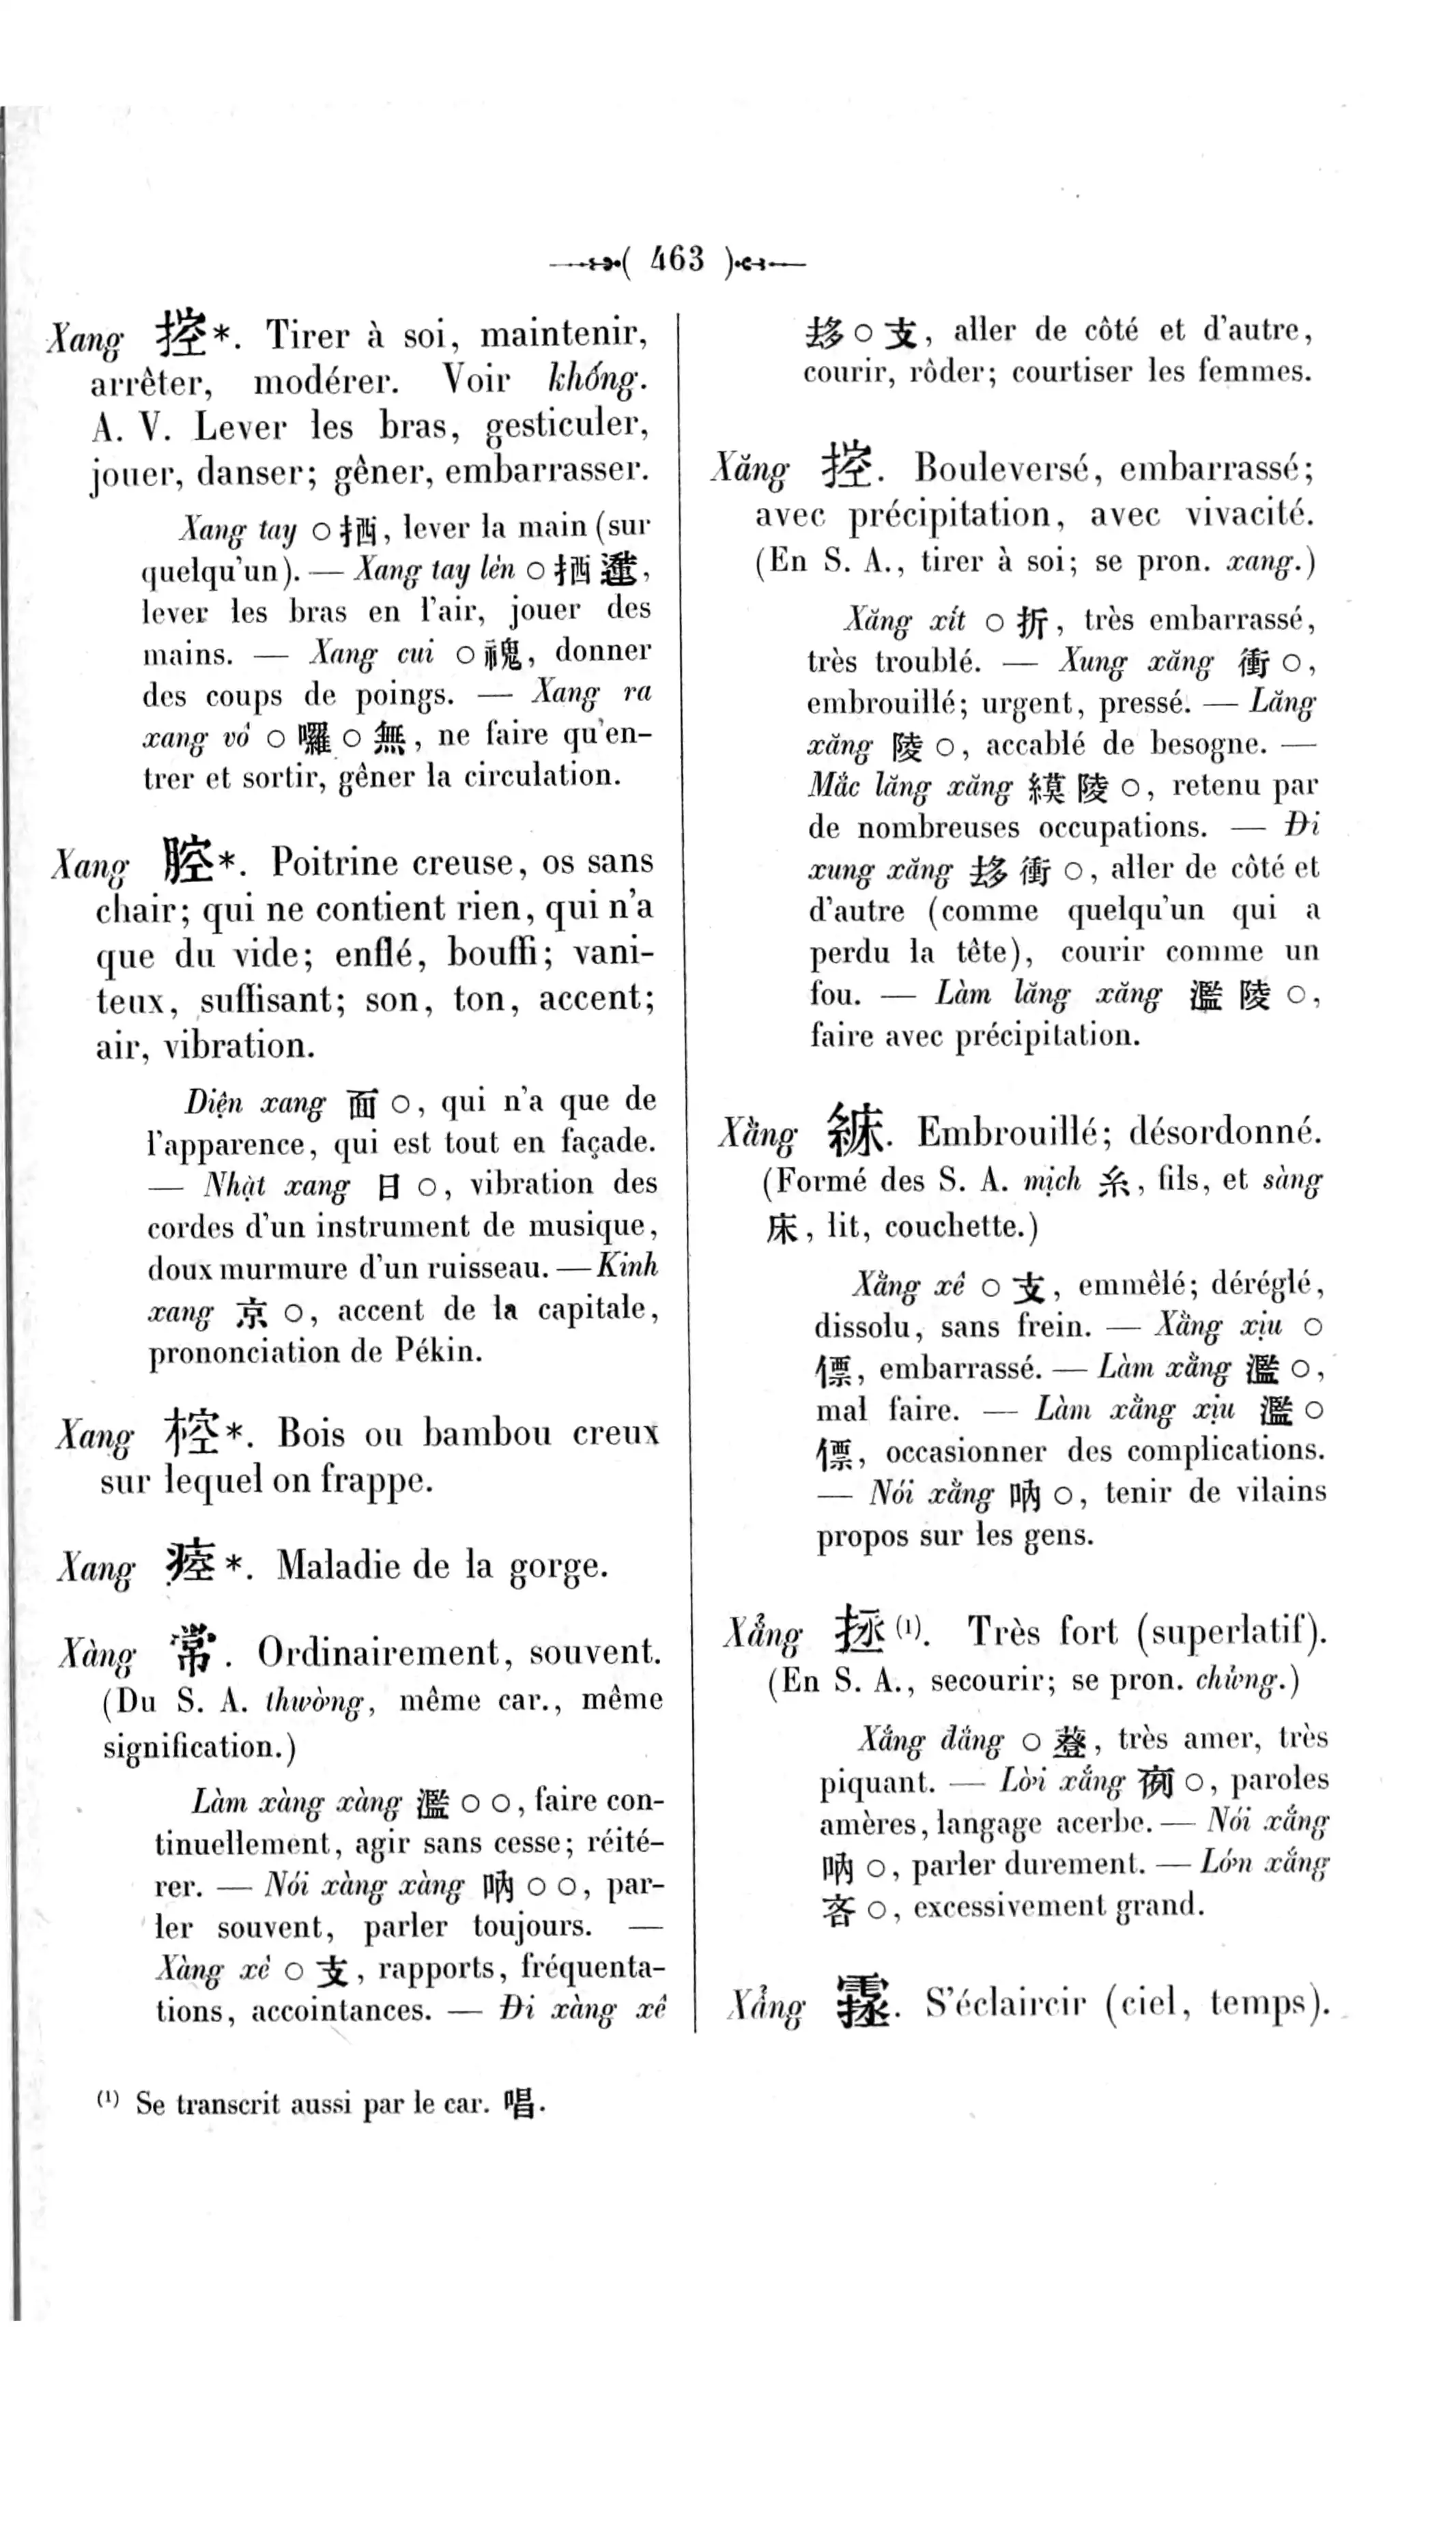 ( 463 )
Xang 控*. Tirer à soi, maintenir,
arrêter, modérer. Voir khống.
A. V. Lever les bras, gesticuler,
jouer, danser; gêner, embarrasser.
Xang tay ○ 拪, lever la main (sur
quelqu'un). — Xang tay lên ○ 拪 𨕭,
lever les bras en l'air, jouer des
mains. — Xang cui ○, donner
des coups de poings. — Xang ra
xang vô ○ 囉 ○ 無, ne faire qu'en-
trer et sortir, gêner la circulation.
Xang 腔*. Poitrine creuse, os sans
chair; qui ne contient rien, qui n'a
que du vide; enflé, bouffi; vani-
teux, suffisant; son, ton, accent;
air, vibration.
Diện xang 面 ○, qui n'a que de
l'apparence, qui est tout en façade.
— Nhật xang 日 ○, vibration des
cordes d'un instrument de musique,
doux murmure d'un ruisseau. — Kinh
xang 京 ○, accent de la capitale,
prononciation de Pékin.
Xang 椌*. Bois ou bambou creux
sur lequel on frappe.
Xang *. Maladie de la gorge.
Xàng 常. Ordinairement, souvent.
(Du S. A. thường, même car., même
signification.)
Làm xàng xàng 濫 ○ ○, faire con-
tinuellement, agir sans cesse; réité-
rer. — Nói xàng xàng 吶 ○ ○, par-
ler souvent, parler toujours. —
Xàng xê ○ 支, rapports, fréquenta-
tions, accointances. — Đi xàng xê
𠫾 ○ 支, aller de côté et d'autre,
courir, rôder; courtiser les femmes.
Xăng 控. Bouleversé, embarrassé;
avec précipitation, avec vivacité.
(En S. A., tirer à soi; se pron. xang.)
Xăng xít ○ 折, très embarrassé,
très troublé. — Xung xăng 衝 ○,
embrouillé; urgent, pressé. — Lăng
xăng 陵 ○, accablé de besogne. —
Mắc lăng xăng 縸 陵 ○, retenu par
de nombreuses occupations. — Đi
xung xăng 𠫾 衝 ○, aller de côté et
d'autre (comme quelqu'un qui a
perdu la tête), courir comme un
fou. — Làm lăng xăng 濫 陵 ○,
faire avec précipitation.
Xằng. Embrouillé; désordonné.
(Formé des S. A. mịch 糸, fils, et sàng
床, lit, couchette.)
Xằng xê ○ 支, emmêlé; déréglé,
dissolu, sans frein. — Xằng xịu ○
僄, embarrassé. — Làm xằng 濫 ○,
mal faire. — Làm xằng xịu 濫 ○
僄, occasionner des complications.
— Nói xằng 吶 ○, tenir de vilains
propos sur les gens.
Xẳng 拯 (1). Très fort (superlatif).
(En S. A., secourir; se pron. chửng.)
Xẳng đắng ○, très amer, très
piquant. — Lời xẳng ○, paroles
amères, langage acerbe. — Nói xẳng
吶 ○, parler durement. — Lớn xẳng
○, excessivement grand.
Xẳng. S'éclaircir (ciel, temps).
(1) Se transcrit aussi par le car. 唱.